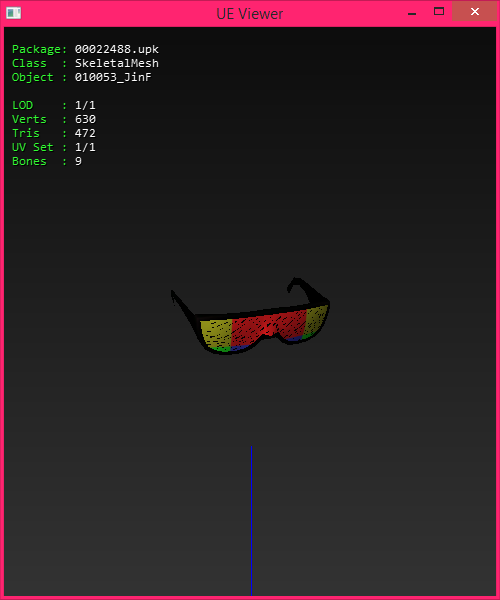 UE Viewer
Package: 00022488.upk
Class  : SkeletalMesh
Object : 010053_JinF
LOD    : 1/1
Verts  : 630
Tris   : 472
UV Set : 1/1
Bones  : 9